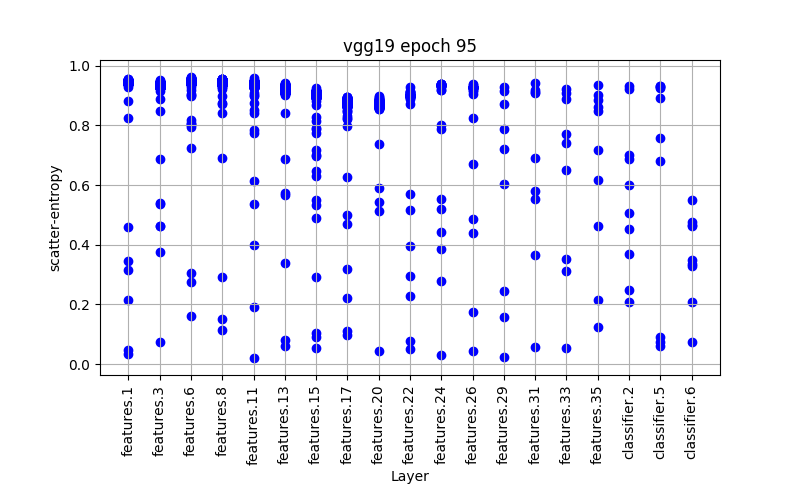 vgg19 epoch 95
scatter-entropy
1.0
0.8
0.6
0.4
0.2
0.0
features.1
features.3
features.6
features.8
features.11
features.13
features.15
features.17
features.20
features.22
features.24
features.26
features.29
features.31
features.33
features.35
classifier.2
classifier.5
classifier.6
Layer